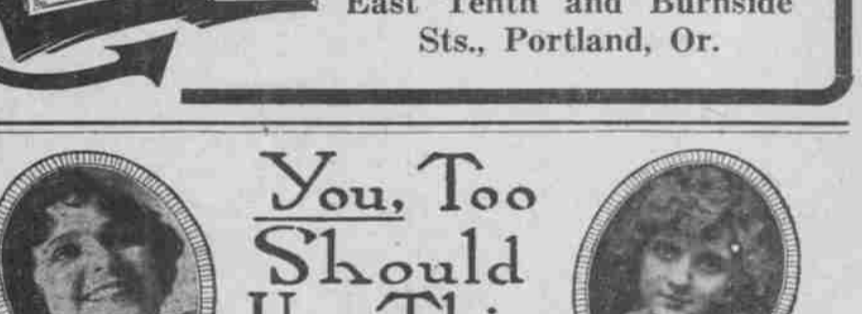 East Tenth and Burnside
Sts., Portland, Or.
You, Too
Should